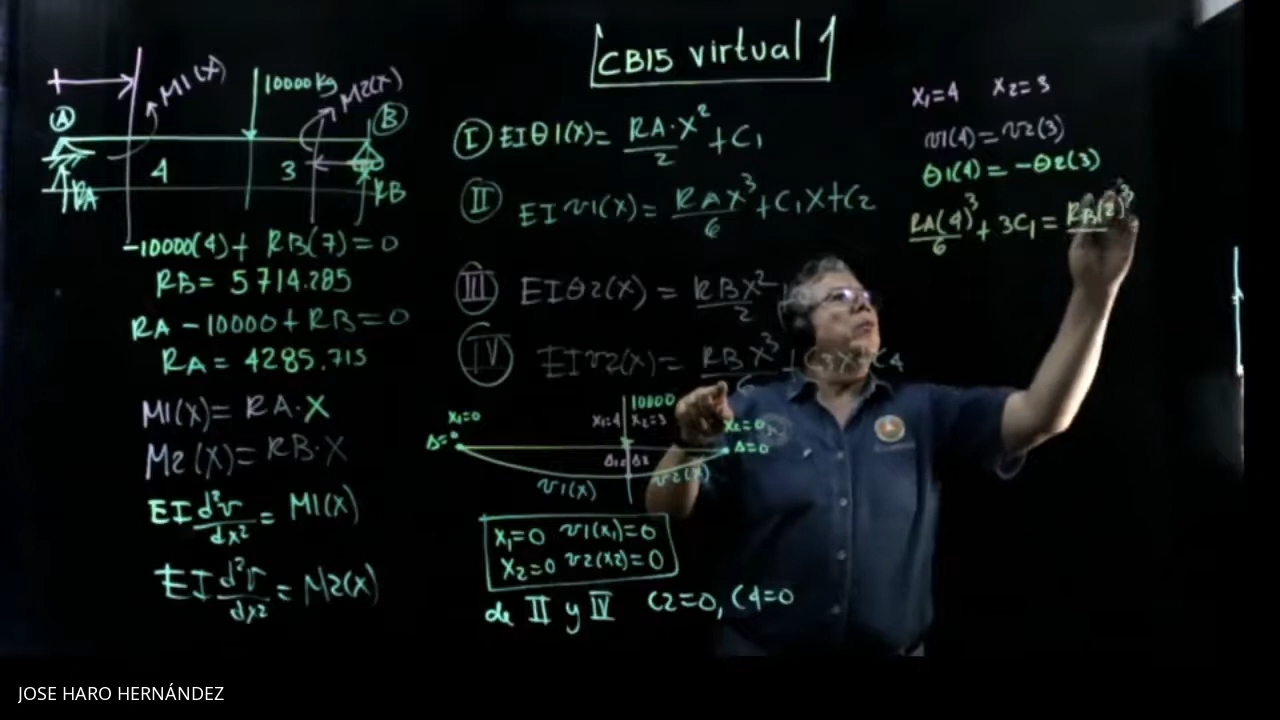 CB15 virtual
M1(x)
10000 kg
M2(x)
A
B
4
3
RA
RB
-10000(4) + RB(7) = 0
RB = 5714.285
RA - 10000 + RB = 0
RA = 4285.715
M1(x) = RA·X
M2(x) = RB·X
EI d²v/dx² = M1(x)
EI d²v/dx² = M2(x)
I EIθ1(x) = RA·x²/2 + C1
II EI v1(x) = RAx³/6 + C1x + C2
III EIθ2(x) = RBx²/2
IV EIv2(x) = RBx³/6 + C3x + C4
10000
x1=0
x1=4
x2=3
x2=0
Δ=0
Δ=0
v1(x)
v2(x)
x1=0 v1(x1)=0
x2=0 v2(x2)=0
de II y IV C2=0, C4=0
x1=4 x2=3
v1(4) = v2(3)
θ1(4) = -θ2(3)
RA(4)³/6 + 3C1 =
JOSE HARO HERNÁNDEZ